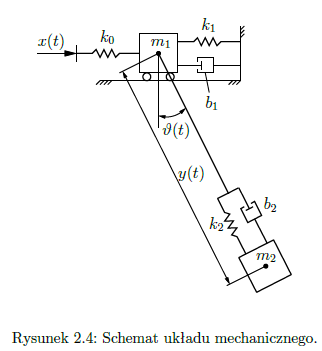 x(t) k₀ m₁ k₁
b₁
ϑ(t)
y(t)
b₂
k₂
m₂
Rysunek 2.4: Schemat układu mechanicznego.